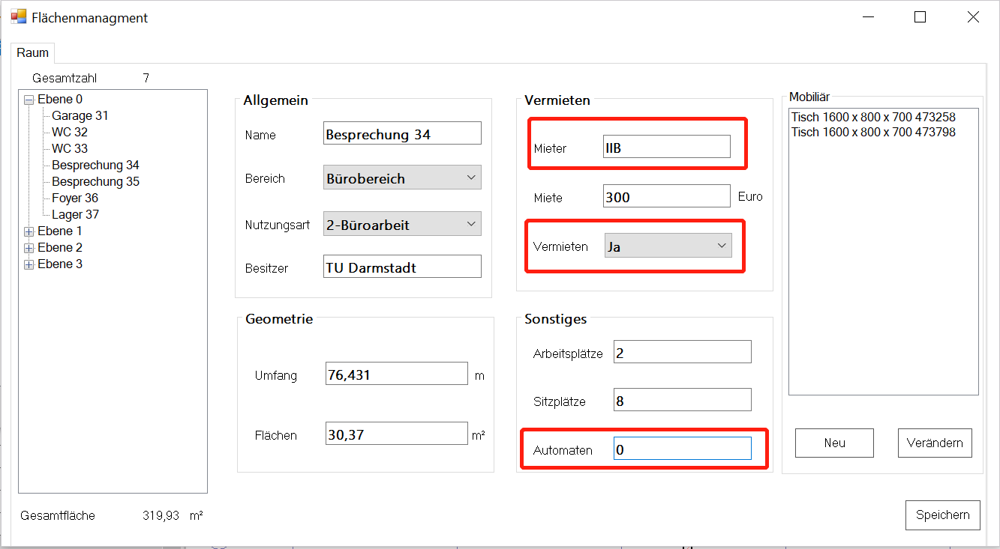 Flächenmanagment
Raum
Gesamtzahl 7
Ebene 0
Garage 31
WC 32
WC 33
Besprechung 34
Besprechung 35
Foyer 36
Lager 37
Ebene 1
Ebene 2
Ebene 3
Gesamtfläche 319,93 m²
Allgemein
Name Besprechung 34
Bereich Bürobereich
Nutzungsart 2-Büroarbeit
Besitzer TU Darmstadt
Geometrie
Umfang 76,431 m
Flächen 30,37 m²
Vermieten
Mieter IIB
Miete 300 Euro
Vermieten Ja
Sonstiges
Arbeitsplätze 2
Sitzplätze 8
Automaten 0
Mobiliär
Tisch 1600 x 800 x 700 473258
Tisch 1600 x 800 x 700 473798
Neu Verändern
Speichern